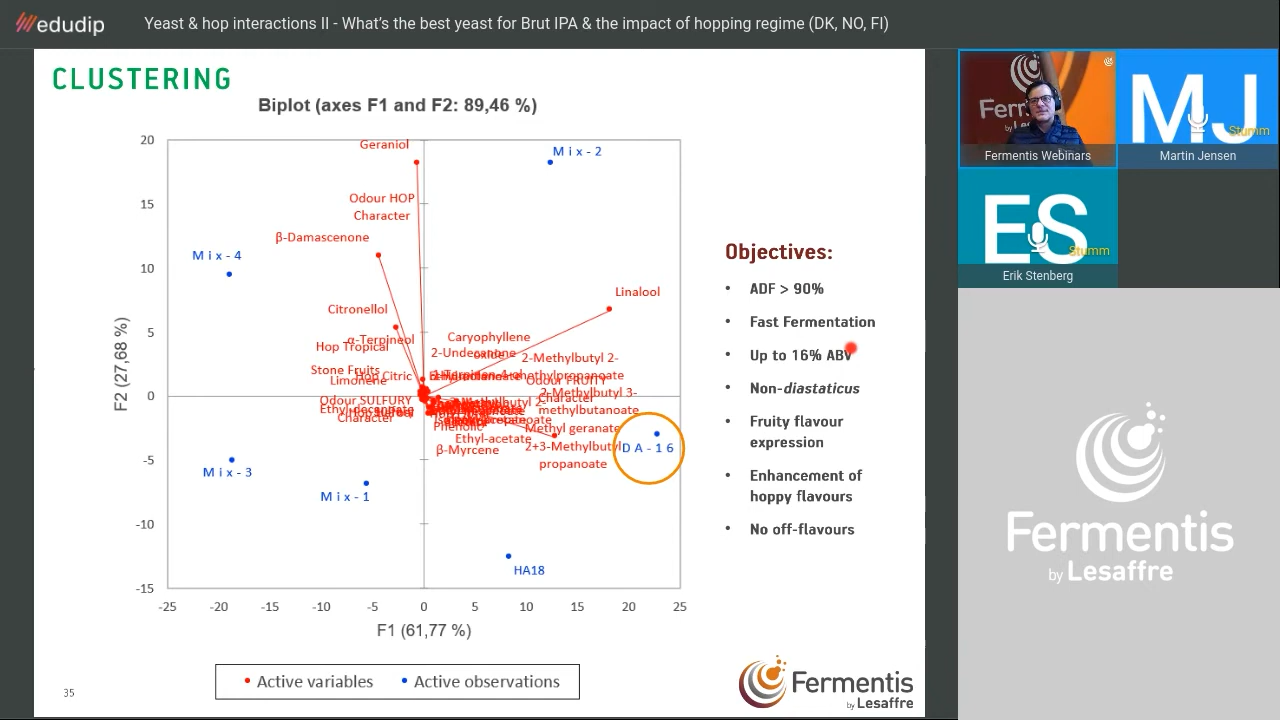 edudip
Yeast & hop interactions II - What's the best yeast for Brut IPA & the impact of hopping regime (DK, NO, FI)
CLUSTERING
Biplot (axes F1 and F2: 89,46 %)
20
15
10
5
0
-5
-10
-15
F2 (27,68 %)
-25
-20
-15
-10
-5
0
5
10
15
20
25
F1 (61,77 %)
Geraniol
Mix-2
Odour HOP
Character
β-Damascenone
Mix-4
Linalool
Citronellol
α-Terpineol
Hop Tropical
Caryophyllene
oxide
2-Undecanone
2-Methylbutyl 2-
methylpropanoate
Stone Fruits
Hop Citric
Limonene
Odour FRUITY
Character
2-Methylbutyl 3-
methylbutanoate
Odour SULFURY
Character
Methyl geranate
Phenolic
Ethyl-acetate
2+3-Methylbutyl
propanoate
β-Myrcene
DA-16
Mix-3
Mix-1
HA18
Active variables
Active observations
Objectives:
• ADF > 90%
• Fast Fermentation
• Up to 16% ABV
• Non-diastaticus
• Fruity flavour
expression
• Enhancement of
hoppy flavours
• No off-flavours
35
Fermentis
by Lesaffre
Fermentis
by Le
Fermentis Webinars
MJ
Stumm
Martin Jensen
ES
Stumm
Erik Stenberg
Fermentis
by Lesaffre